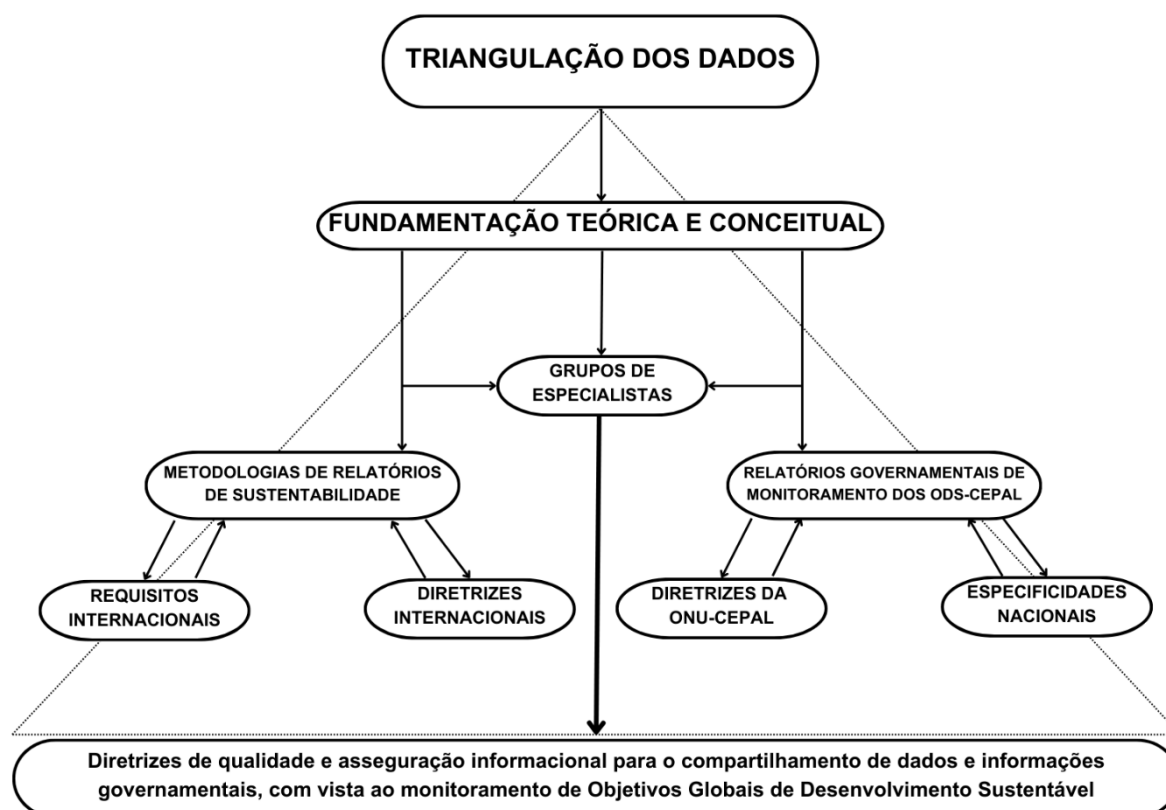 TRIANGULAÇÃO DOS DADOS
FUNDAMENTAÇÃO TEÓRICA E CONCEITUAL
GRUPOS DE
ESPECIALISTAS
METODOLOGIAS DE RELATÓRIOS
DE SUSTENTABILIDADE
RELATÓRIOS GOVERNAMENTAIS DE
MONITORAMENTO DOS ODS-CEPAL
REQUISITOS
INTERNACIONAIS
DIRETRIZES
INTERNACIONAIS
DIRETRIZES DA
ONU-CEPAL
ESPECIFICIDADES
NACIONAIS
Diretrizes de qualidade e asseguração informacional para o compartilhamento de dados e informações
governamentais, com vista ao monitoramento de Objetivos Globais de Desenvolvimento Sustentável